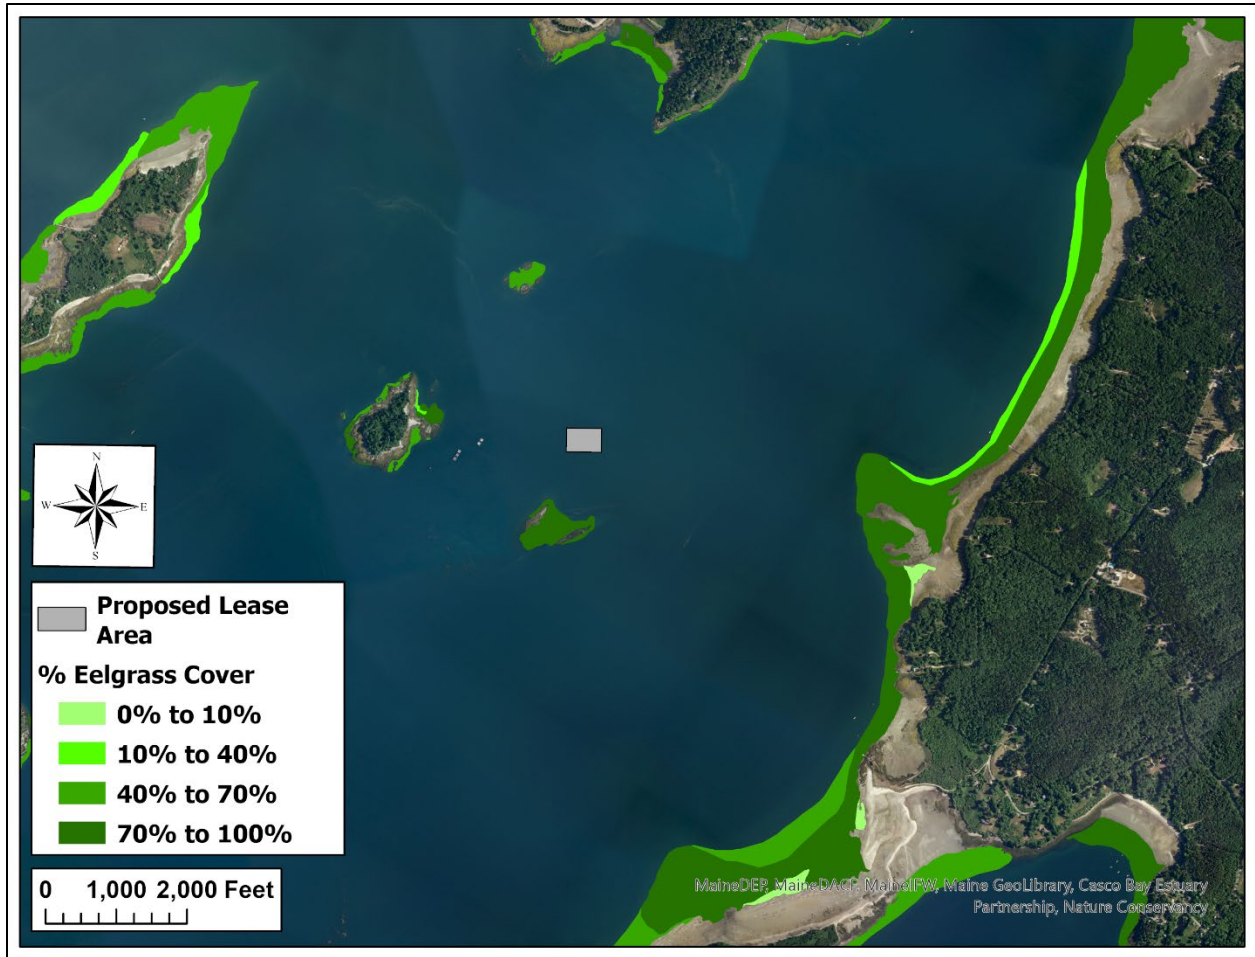 N
W
E
S
Proposed Lease
Area
% Eelgrass Cover
0% to 10%
10% to 40%
40% to 70%
70% to 100%
0 1,000 2,000 Feet
MaineDEP, MaineDACF, MaineIFW, Maine GeoLibrary, Casco Bay Estuary
Partnership, Nature Conservancy